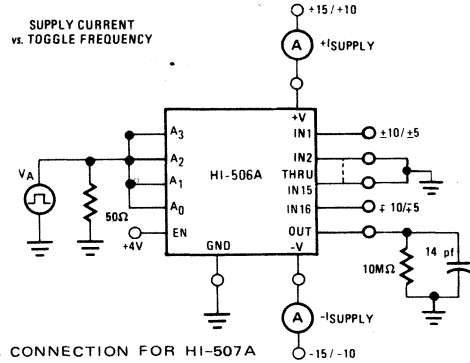 SUPPLY CURRENT
vs. TOGGLE FREQUENCY
+15/+10
A
+ISUPPLY
+V
A3
A2
A1
A0
EN
VA
50Ω
+4V
HI-506A
GND
IN1
IN2
THRU
IN15
IN16
OUT
-V
±10/±5
∓10/∓5
10MΩ
14 pf
A
-ISUPPLY
-15/-10
CONNECTION FOR HI-507A